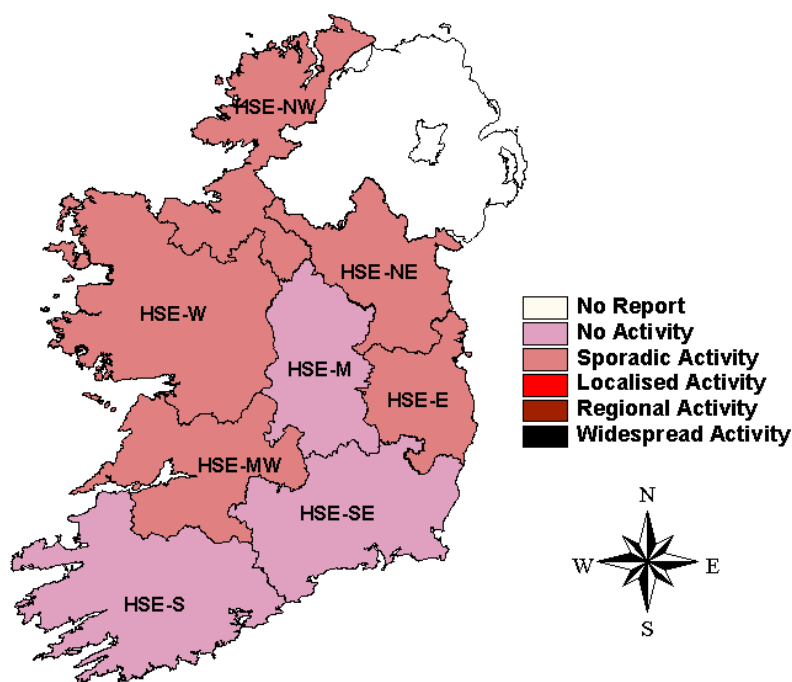 HSE-NW
HSE-NE
HSE-W
HSE-M
HSE-E
HSE-MW
HSE-SE
HSE-S
No Report
No Activity
Sporadic Activity
Localised Activity
Regional Activity
Widespread Activity
N
W E
S